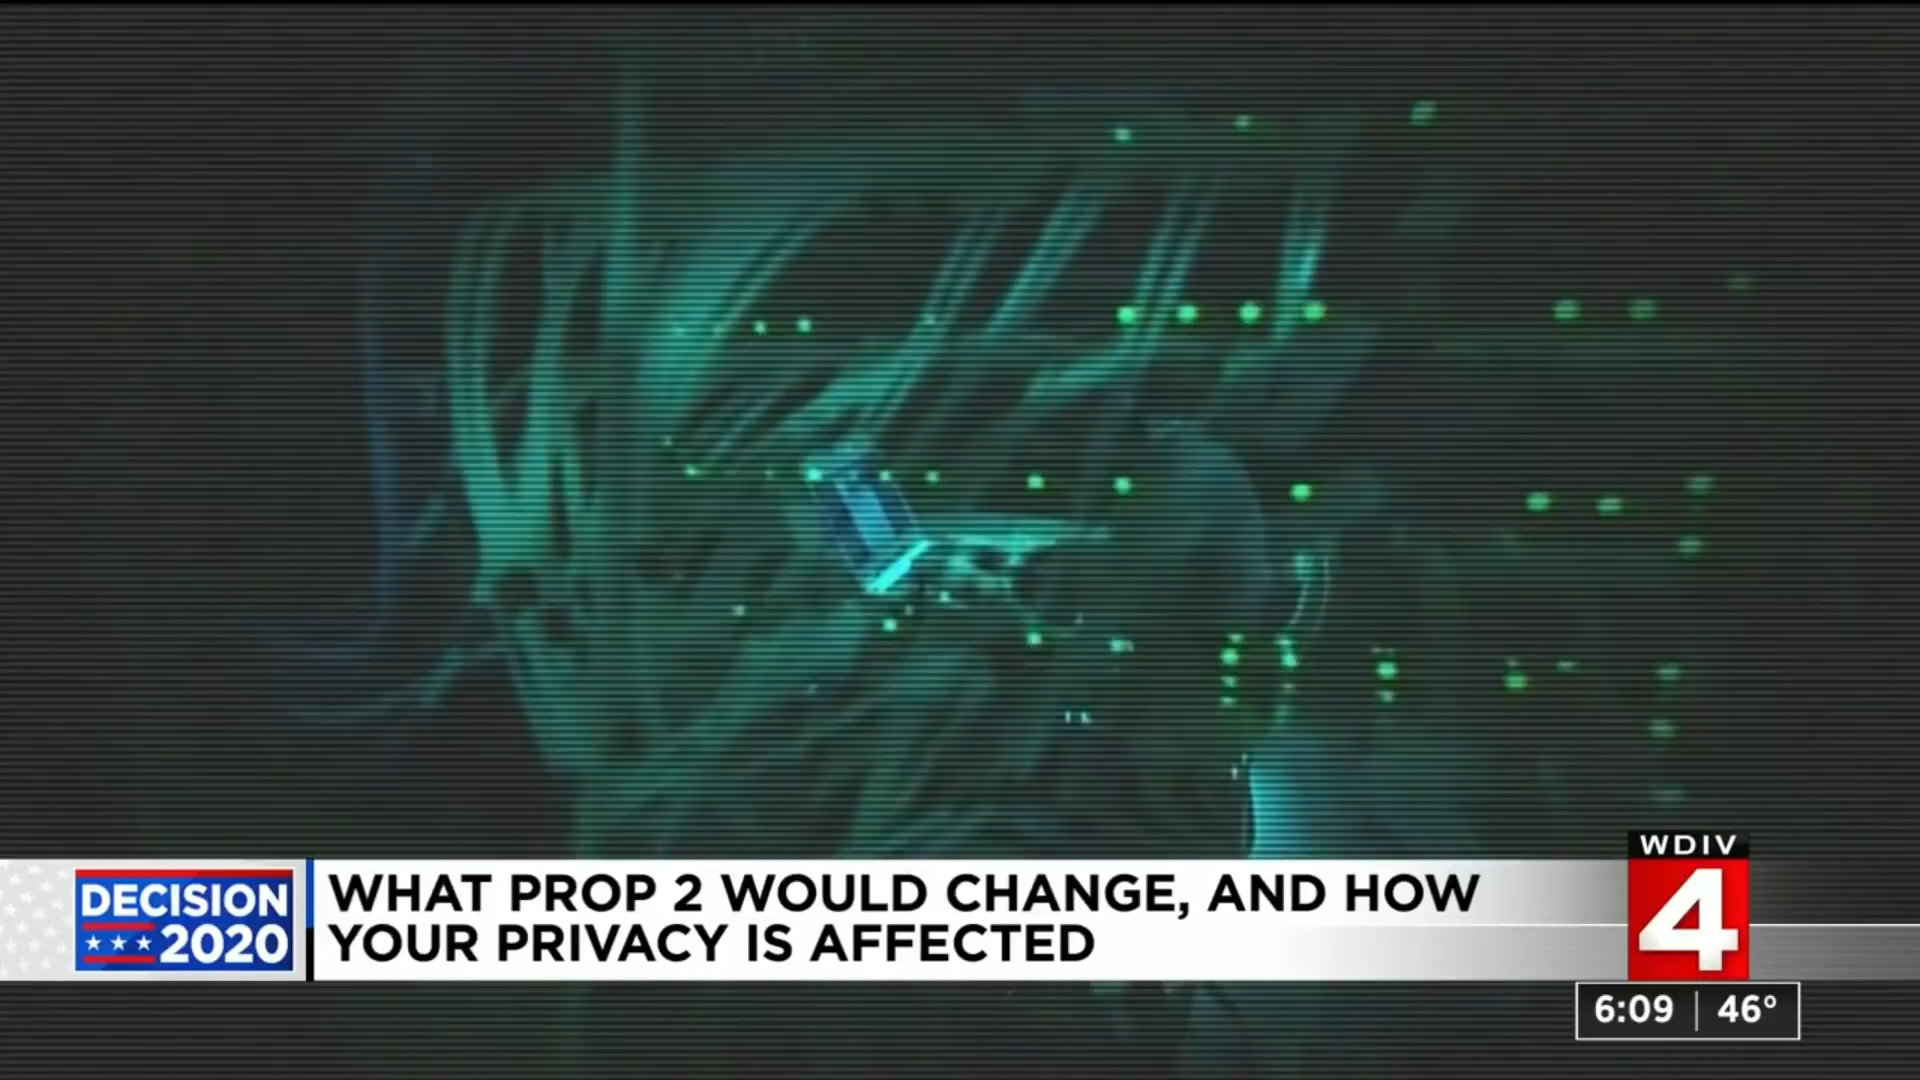 WDIV
4
DECISION
2020
WHAT PROP 2 WOULD CHANGE, AND HOW
YOUR PRIVACY IS AFFECTED
6:09 | 46°